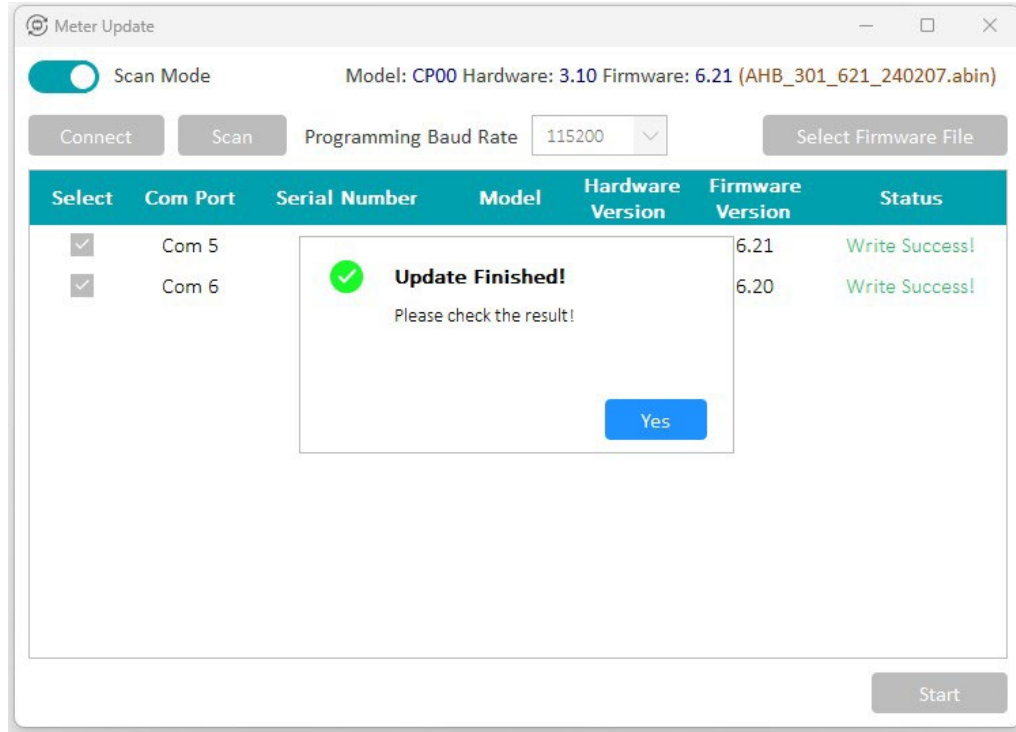 Meter Update
Scan Mode Model: CP00 Hardware: 3.10 Firmware: 6.21 (AHB_301_621_240207.abin)
Connect Scan Programming Baud Rate 115200 Select Firmware File
Select Com Port Serial Number Model Hardware Version Firmware Version Status
Com 5 6.21 Write Success!
Com 6 6.20 Write Success!
Update Finished!
Please check the result!
Yes
Start